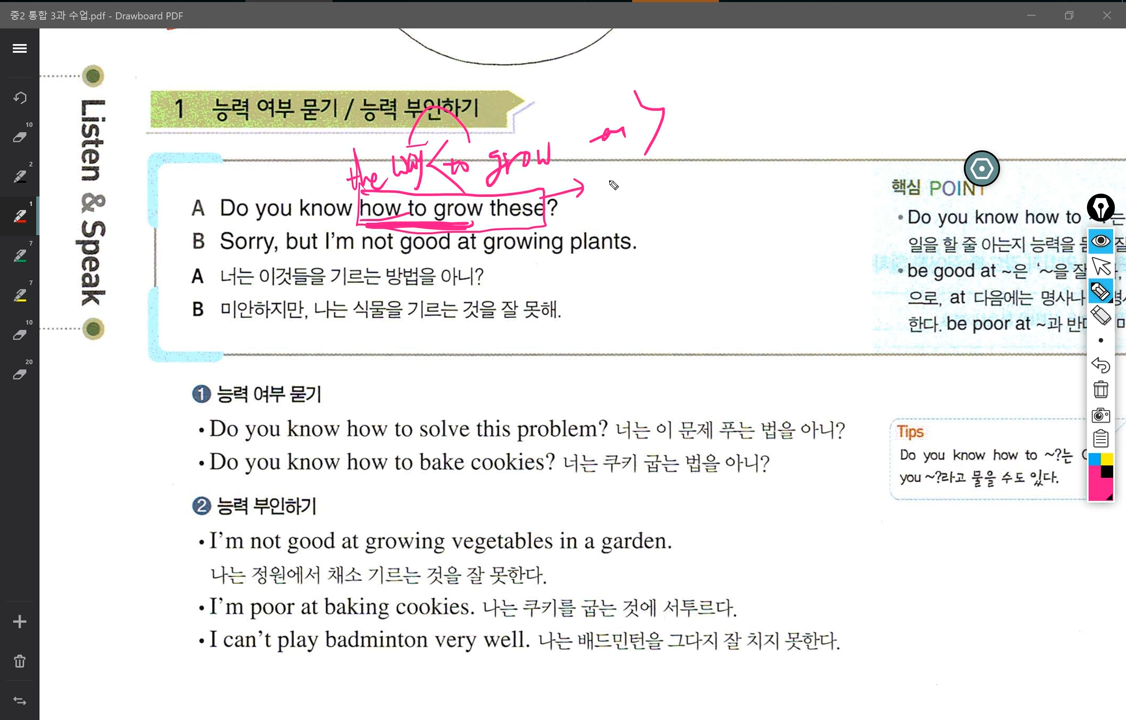 중2 통합 3과 수업.pdf - Drawboard PDF
Listen & Speak
1 능력 여부 묻기 / 능력 부인하기
the way to grow
A Do you know how to grow these?
B Sorry, but I'm not good at growing plants.
A 너는 이것들을 기르는 방법을 아니?
B 미안하지만, 나는 식물을 기르는 것을 잘 못해.
핵심 POINT
• Do you know how to ~
일을 할 줄 아는지 능력을
• be good at ~은 '~을 잘
으로, at 다음에는 명사나
한다. be poor at ~과 반
1 능력 여부 묻기
• Do you know how to solve this problem? 너는 이 문제 푸는 법을 아니?
• Do you know how to bake cookies? 너는 쿠키 굽는 법을 아니?
Tips
Do you know how to ~?는
you ~?라고 물을 수도 있다.
2 능력 부인하기
• I'm not good at growing vegetables in a garden.
나는 정원에서 채소 기르는 것을 잘 못한다.
• I'm poor at baking cookies. 나는 쿠키를 굽는 것에 서투르다.
• I can't play badminton very well. 나는 배드민턴을 그다지 잘 치지 못한다.
10
2
1
7
7
10
20